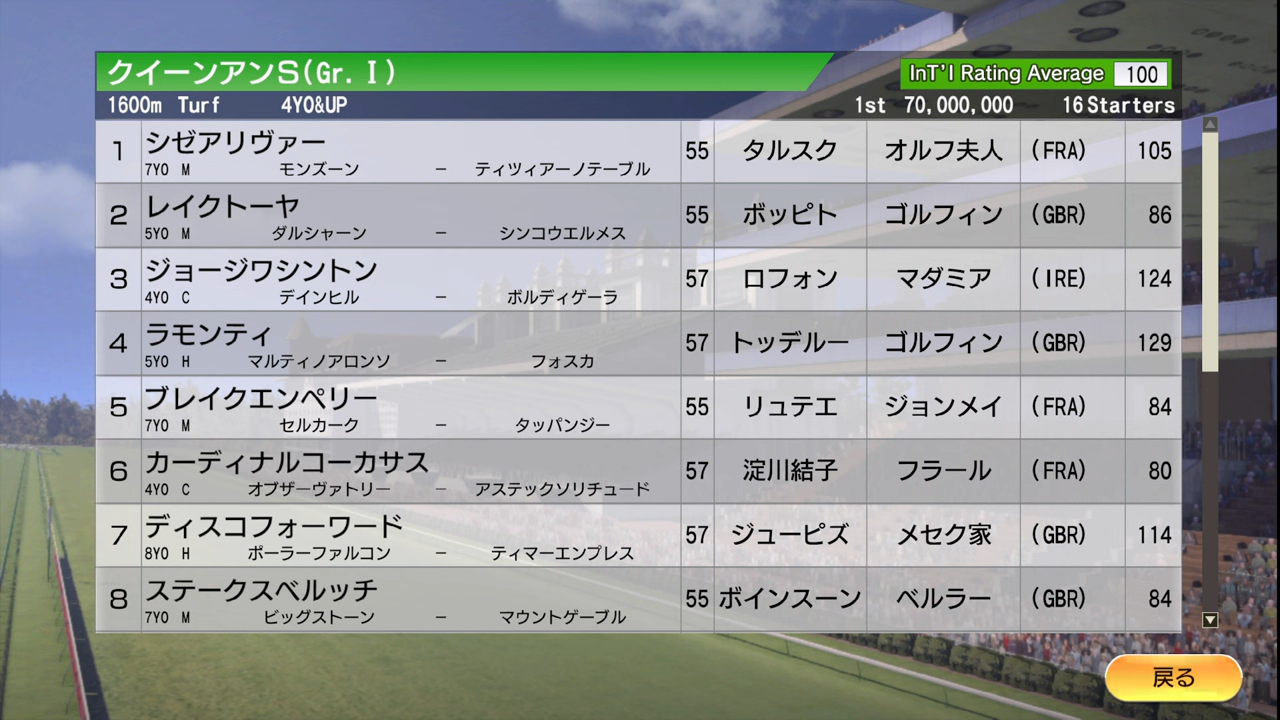 クイーンアンS(Gr.Ⅰ)
InT'l Rating Average 100
1600m Turf 4YO&UP 1st 70,000,000 16Starters
1 シゼアリヴァー 55 タルスク オルフ夫人 (FRA) 105
7YO M モンズーン − ティツィアーノテーブル
2 レイクトーヤ 55 ボッピト ゴルフィン (GBR) 86
5YO M ダルシャーン − シンコウエルメス
3 ジョージワシントン 57 ロフォン マダミア (IRE) 124
4YO C デインヒル − ボルディゲーラ
4 ラモンティ 57 トッデルー ゴルフィン (GBR) 129
5YO H マルティノアロンソ − フォスカ
5 ブレイクエンペリー 55 リュテエ ジョンメイ (FRA) 84
7YO M セルカーク − タッパンジー
6 カーディナルコーカサス 57 淀川結子 フラール (FRA) 80
4YO C オブザーヴァトリー − アステックソリチュード
7 ディスコフォーワード 57 ジューピズ メセク家 (GBR) 114
8YO H ポーラーファルコン − ティマーエンプレス
8 ステークスベルッチ 55 ボインスーン ベルラー (GBR) 84
7YO M ビッグストーン − マウントゲーブル
戻る